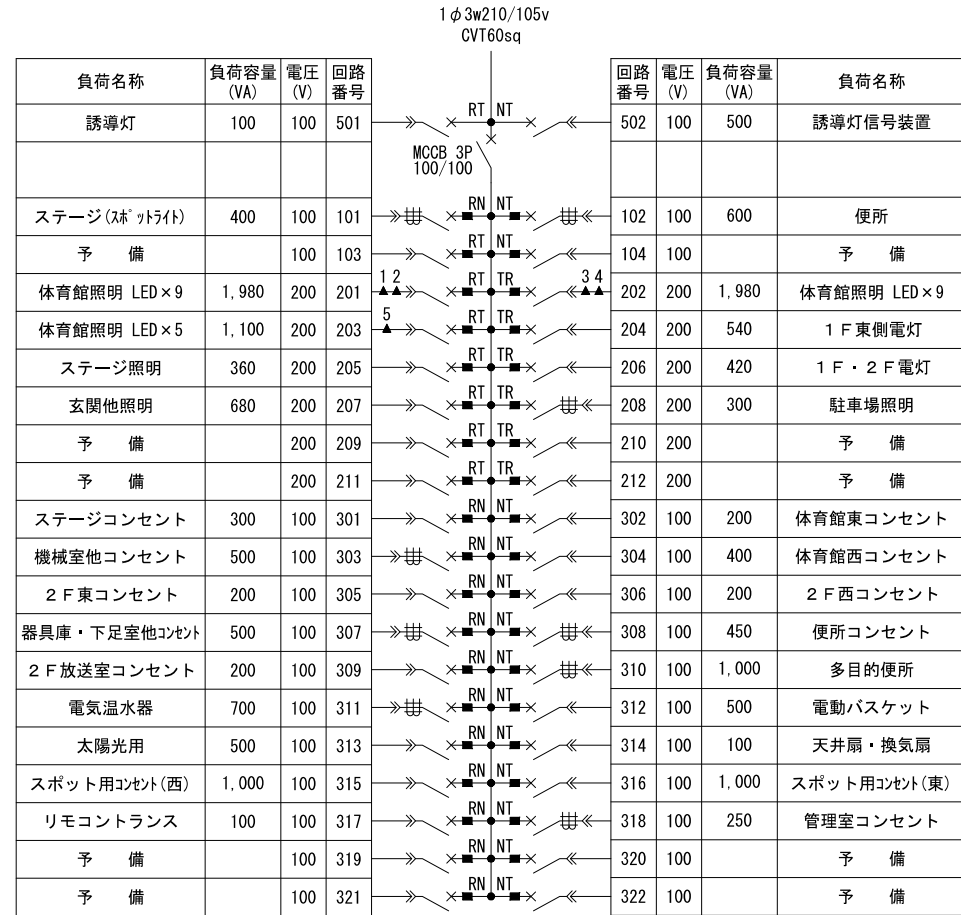 1φ3w210/105v
CVT60sq
負荷名称 負荷容量(VA) 電圧(V) 回路番号 回路番号 電圧(V) 負荷容量(VA) 負荷名称
誘導灯 100 100 501 RT NT 502 100 500 誘導灯信号装置
MCCB 3P
100/100
ステージ(スポットライト) 400 100 101 RN NT 102 100 600 便所
予 備 100 103 RT NT 104 100 予 備
1 2 3 4
体育館照明 LED×9 1,980 200 201 RT TR 202 200 1,980 体育館照明 LED×9
5
体育館照明 LED×5 1,100 200 203 RT TR 204 200 540 1F東側電灯
ステージ照明 360 200 205 RT TR 206 200 420 1F・2F電灯
玄関他照明 680 200 207 RT TR 208 200 300 駐車場照明
予 備 200 209 RT TR 210 200 予 備
予 備 200 211 RT TR 212 200 予 備
ステージコンセント 300 100 301 RN NT 302 100 200 体育館東コンセント
機械室他コンセント 500 100 303 RN NT 304 100 400 体育館西コンセント
2F東コンセント 200 100 305 RN NT 306 100 200 2F西コンセント
器具庫・下足室他コンセント 500 100 307 RN NT 308 100 450 便所コンセント
2F放送室コンセント 200 100 309 RN NT 310 100 1,000 多目的便所
電気温水器 700 100 311 RN NT 312 100 500 電動バスケット
太陽光用 500 100 313 RN NT 314 100 100 天井扇・換気扇
スポット用コンセント(西) 1,000 100 315 RN NT 316 100 1,000 スポット用コンセント(東)
リモコントランス 100 100 317 RN NT 318 100 250 管理室コンセント
予 備 100 319 RN NT 320 100 予 備
予 備 100 321 RN NT 322 100 予 備